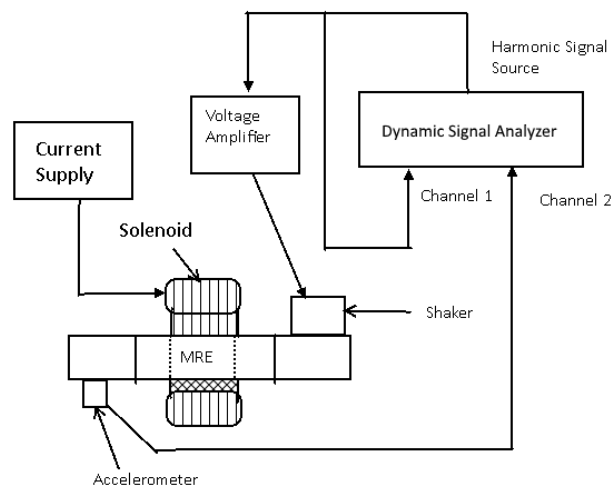 Harmonic Signal
Source
Voltage
Amplifier
Dynamic Signal Analyzer
Current
Supply
Channel 1
Channel 2
Solenoid
Shaker
MRE
Accelerometer